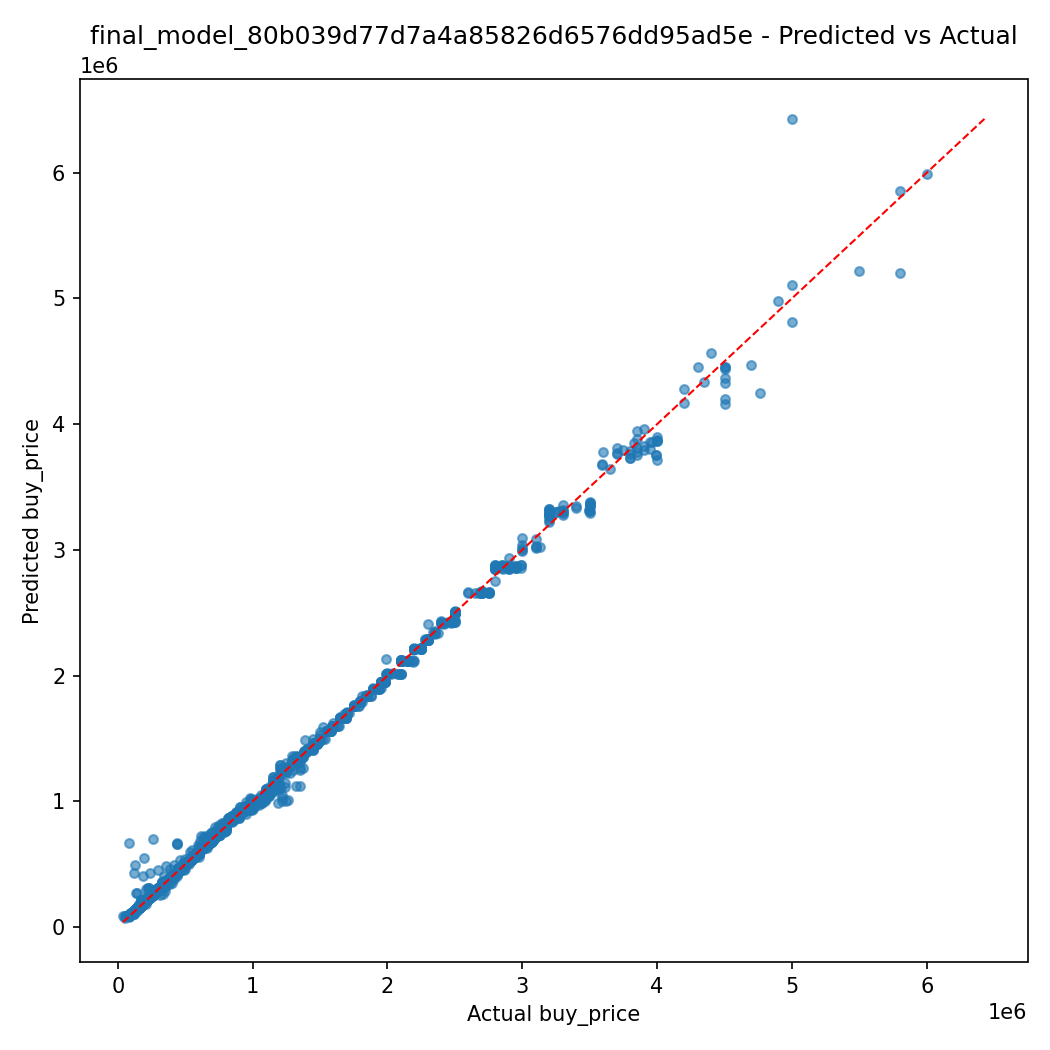 final_model_80b039d77d7a4a85826d6576dd95ad5e - Predicted vs Actual
1e6
6
5
4
3
2
1
0
Predicted buy_price
0 1 2 3 4 5 6
1e6
Actual buy_price